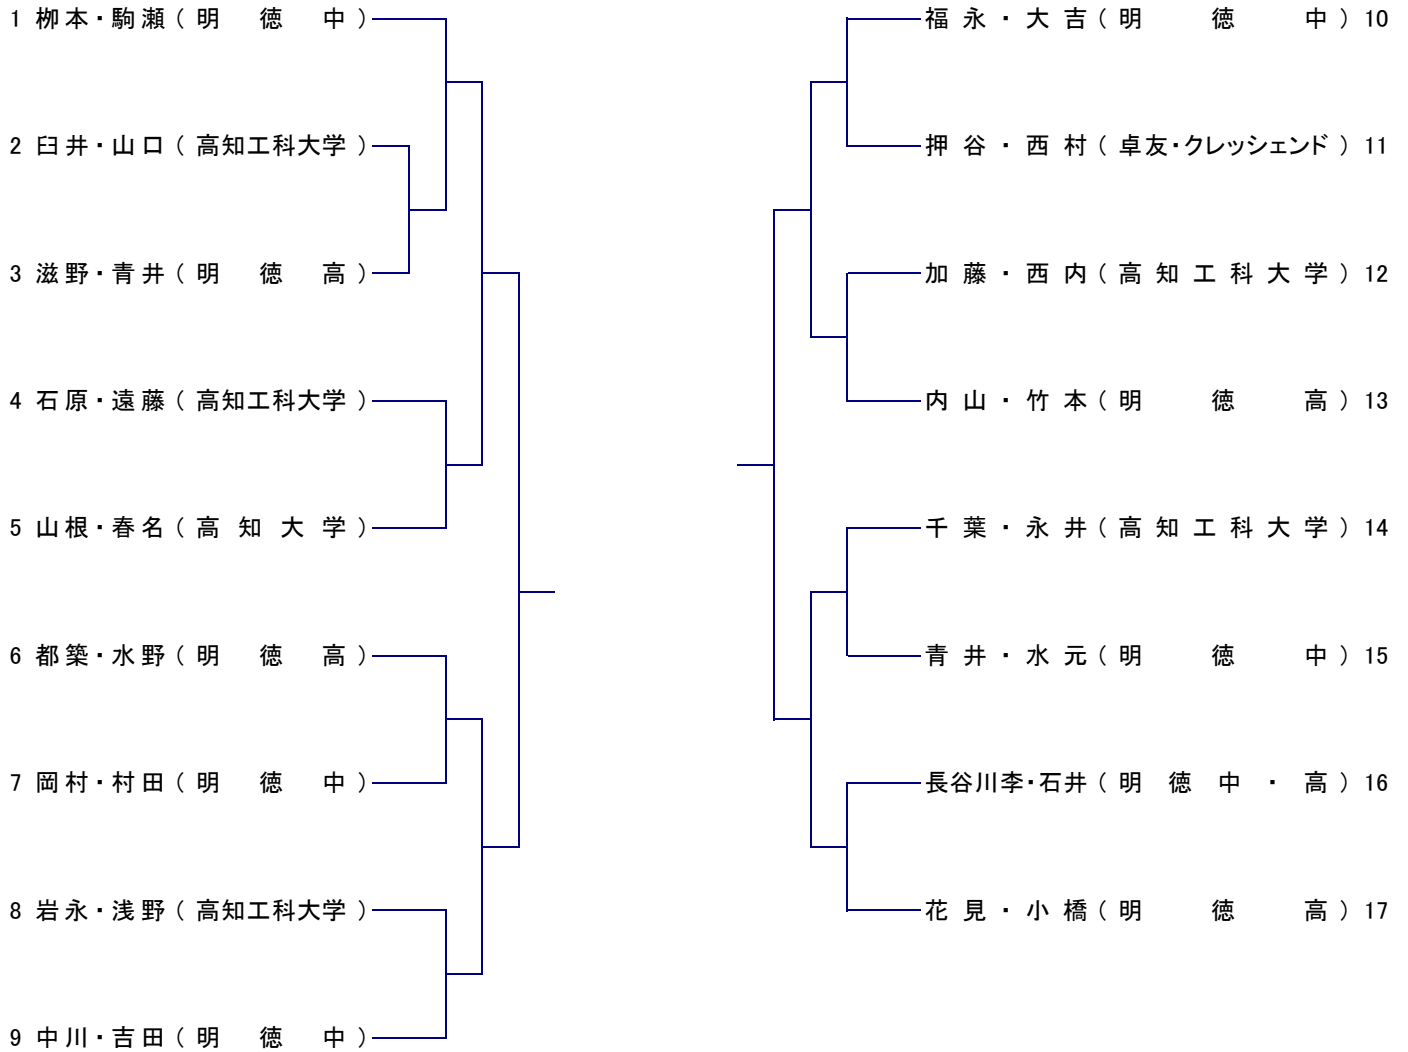 1 栁本・駒瀬（明徳中）
2 臼井・山口（高知工科大学）
3 滋野・青井（明徳高）
4 石原・遠藤（高知工科大学）
5 山根・春名（高知大学）
6 都築・水野（明徳高）
7 岡村・村田（明徳中）
8 岩永・浅野（高知工科大学）
9 中川・吉田（明徳中）
福永・大吉（明徳中）10
押谷・西村（卓友・クレッシェンド）11
加藤・西内（高知工科大学）12
内山・竹本（明徳高）13
千葉・永井（高知工科大学）14
青井・水元（明徳中）15
長谷川李・石井（明徳中・高）16
花見・小橋（明徳高）17